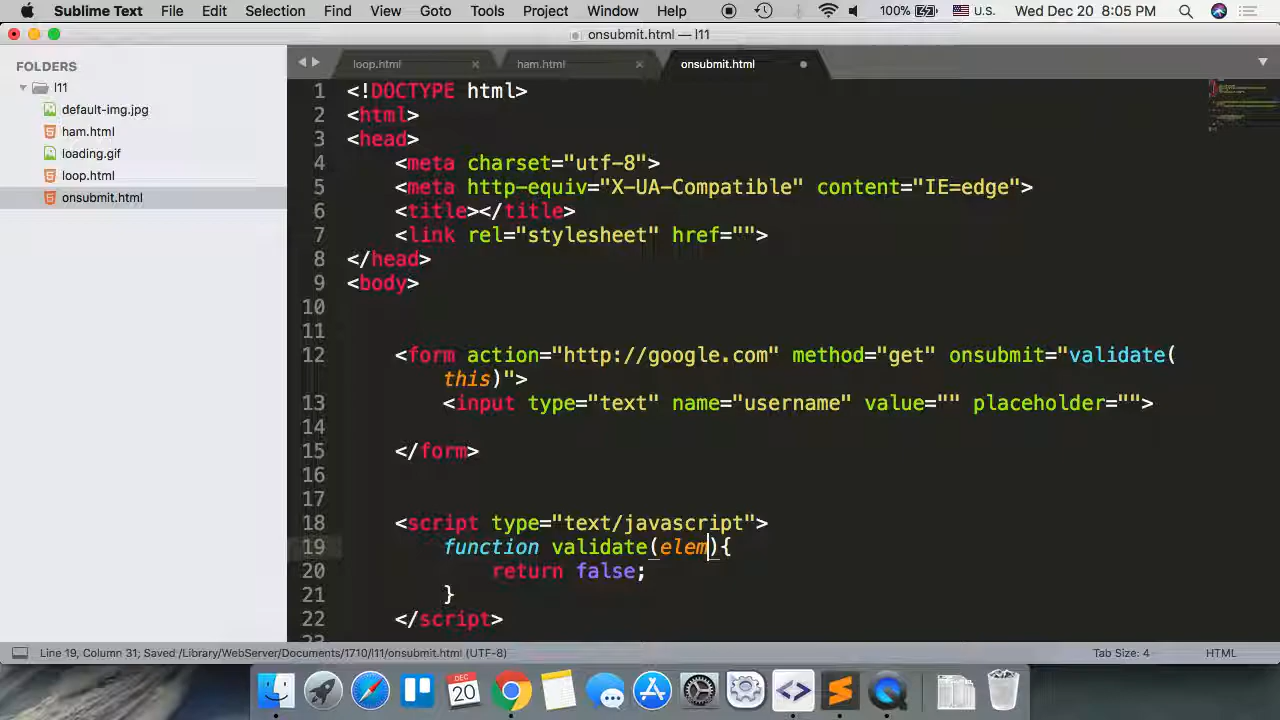 Sublime Text File Edit Selection Find View Goto Tools Project Window Help 100% U.S. Wed Dec 20 8:05 PM
onsubmit.html — l11
FOLDERS
l11
default-img.jpg
ham.html
loading.gif
loop.html
onsubmit.html
loop.html ham.html onsubmit.html
1 <!DOCTYPE html>
2 <html>
3 <head>
4 <meta charset="utf-8">
5 <meta http-equiv="X-UA-Compatible" content="IE=edge">
6 <title></title>
7 <link rel="stylesheet" href="">
8 </head>
9 <body>
10
11
12 <form action="http://google.com" method="get" onsubmit="validate(
this)">
13 <input type="text" name="username" value="" placeholder="">
14
15 </form>
16
17
18 <script type="text/javascript">
19 function validate(elem){
20 return false;
21 }
22 </script>
Line 19, Column 31; Saved /Library/WebServer/Documents/1710/l11/onsubmit.html (UTF-8) Tab Size: 4 HTML
DEC
20